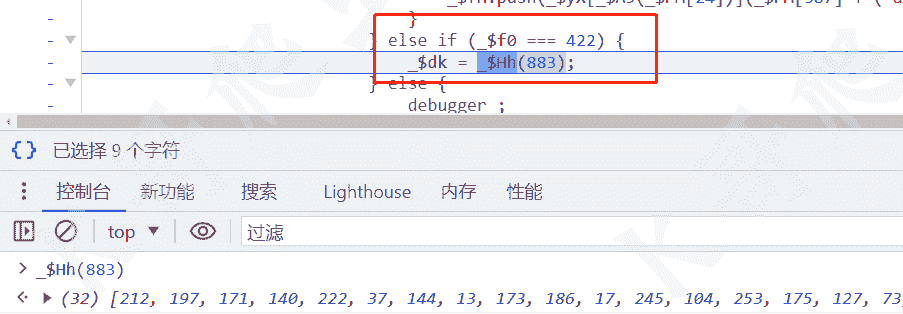 }
} else if (_$f0 === 422) {
_$dk = _$Hh(883);
} else {
debugger ;
{} 已选择 9 个字符
控制台 新功能 搜索 Lighthouse 内存 性能
top ▼ 过滤
> _$Hh(883)
(32) [212, 197, 171, 140, 222, 37, 144, 13, 173, 186, 17, 245, 104, 253, 175, 127, 73